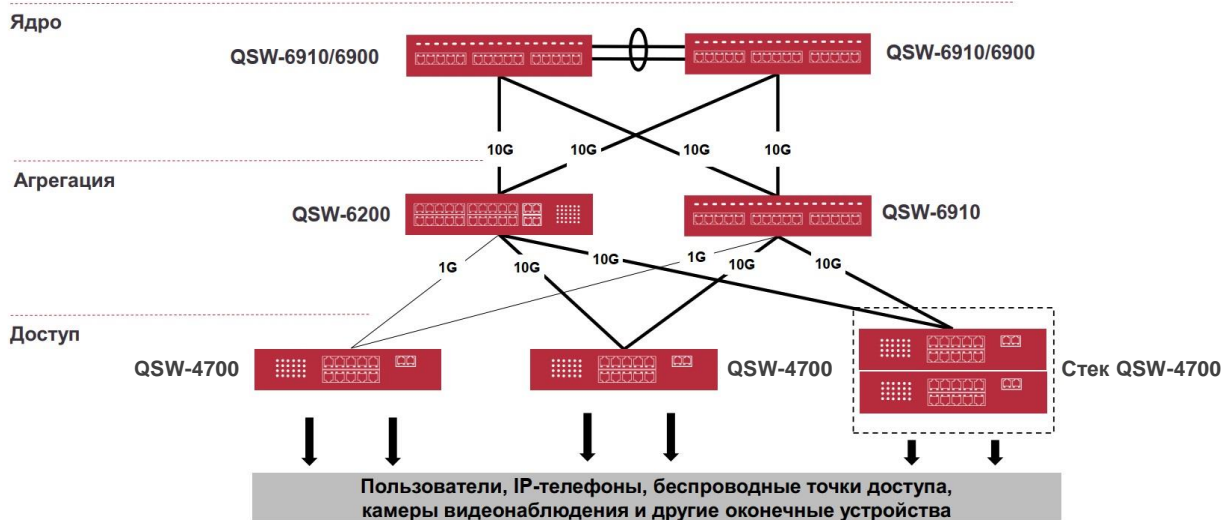 Ядро
QSW-6910/6900
QSW-6910/6900
10G
10G
10G
10G
Агрегация
QSW-6200
QSW-6910
1G
10G
10G
1G
10G
10G
Доступ
QSW-4700
QSW-4700
Стек QSW-4700
Пользователи, IP-телефоны, беспроводные точки доступа,
камеры видеонаблюдения и другие оконечные устройства